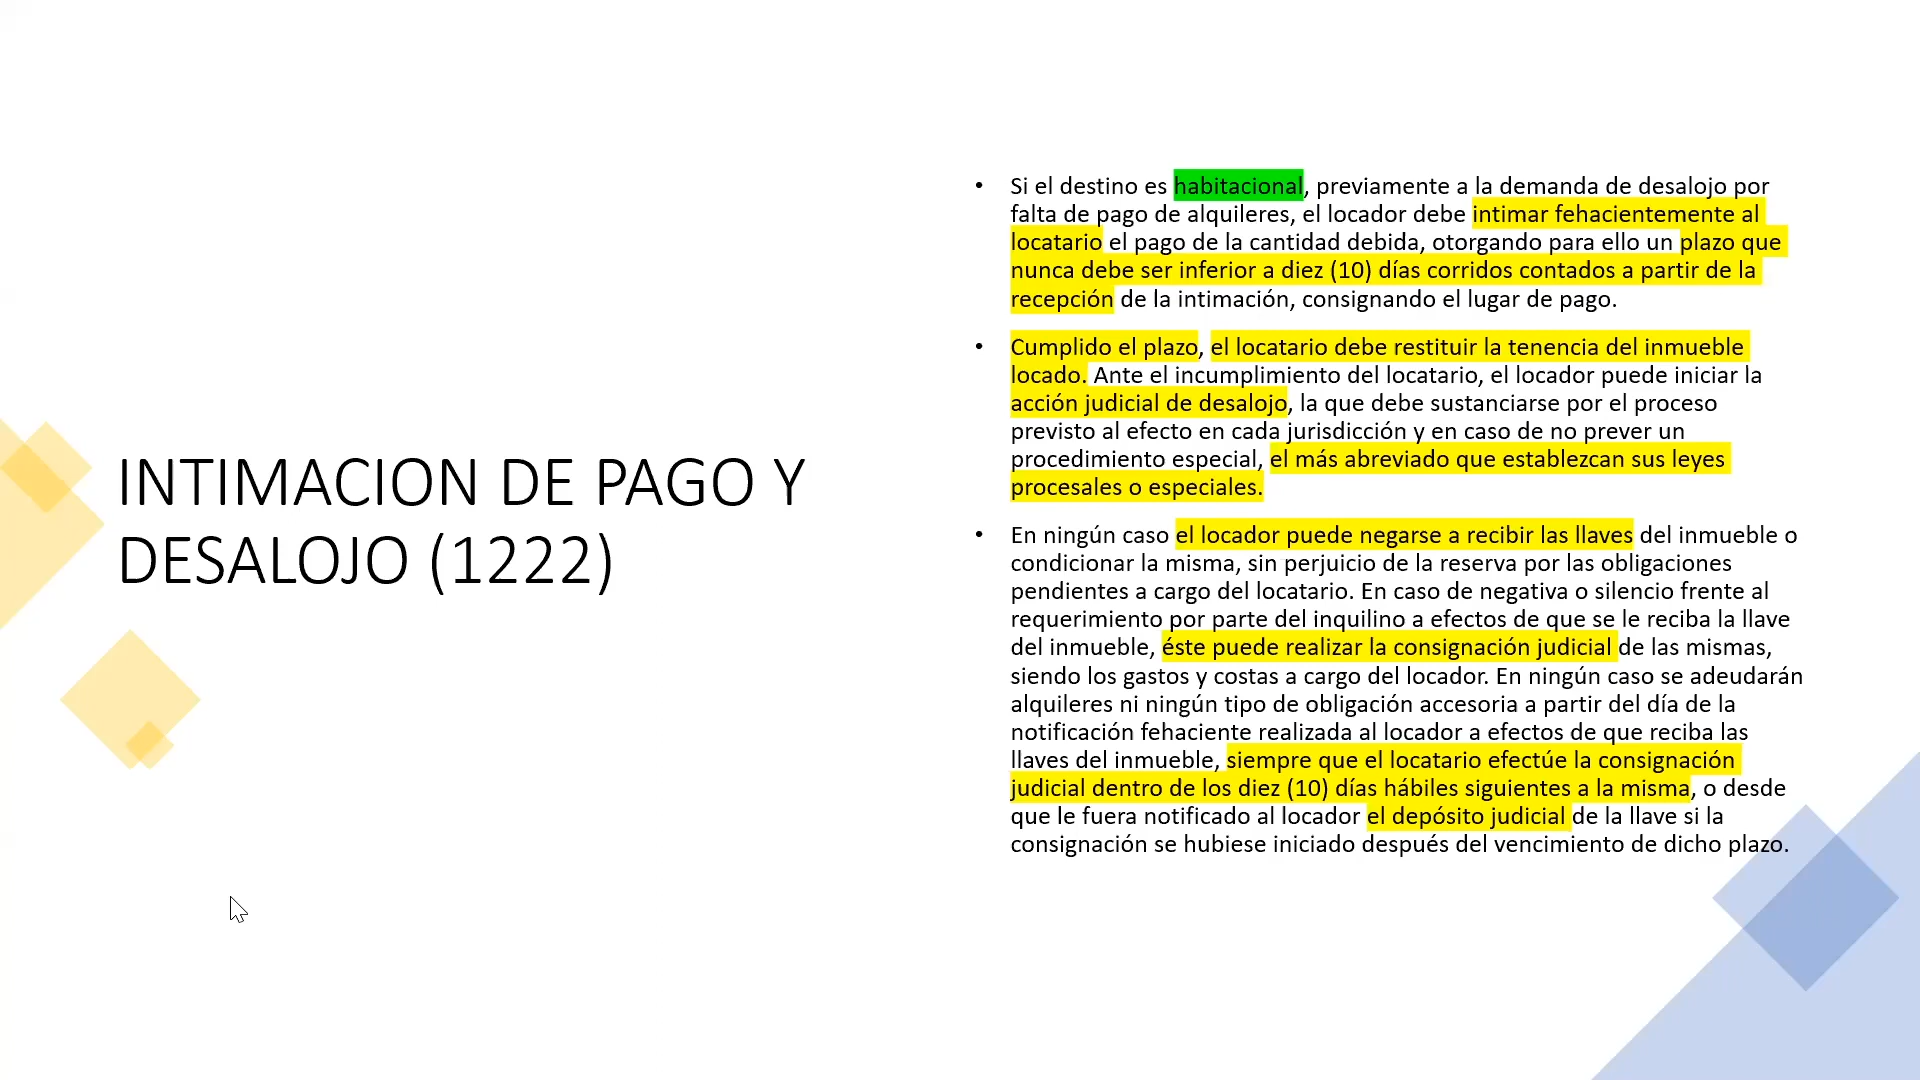 INTIMACION DE PAGO Y
DESALOJO (1222)
• Si el destino es habitacional, previamente a la demanda de desalojo por
falta de pago de alquileres, el locador debe intimar fehacientemente al
locatario el pago de la cantidad debida, otorgando para ello un plazo que
nunca debe ser inferior a diez (10) días corridos contados a partir de la
recepción de la intimación, consignando el lugar de pago.
• Cumplido el plazo, el locatario debe restituir la tenencia del inmueble
locado. Ante el incumplimiento del locatario, el locador puede iniciar la
acción judicial de desalojo, la que debe sustanciarse por el proceso
previsto al efecto en cada jurisdicción y en caso de no prever un
procedimiento especial, el más abreviado que establezcan sus leyes
procesales o especiales.
• En ningún caso el locador puede negarse a recibir las llaves del inmueble o
condicionar la misma, sin perjuicio de la reserva por las obligaciones
pendientes a cargo del locatario. En caso de negativa o silencio frente al
requerimiento por parte del inquilino a efectos de que se le reciba la llave
del inmueble, éste puede realizar la consignación judicial de las mismas,
siendo los gastos y costas a cargo del locador. En ningún caso se adeudarán
alquileres ni ningún tipo de obligación accesoria a partir del día de la
notificación fehaciente realizada al locador a efectos de que reciba las
llaves del inmueble, siempre que el locatario efectúe la consignación
judicial dentro de los diez (10) días hábiles siguientes a la misma, o desde
que le fuera notificado al locador el depósito judicial de la llave si la
consignación se hubiese iniciado después del vencimiento de dicho plazo.